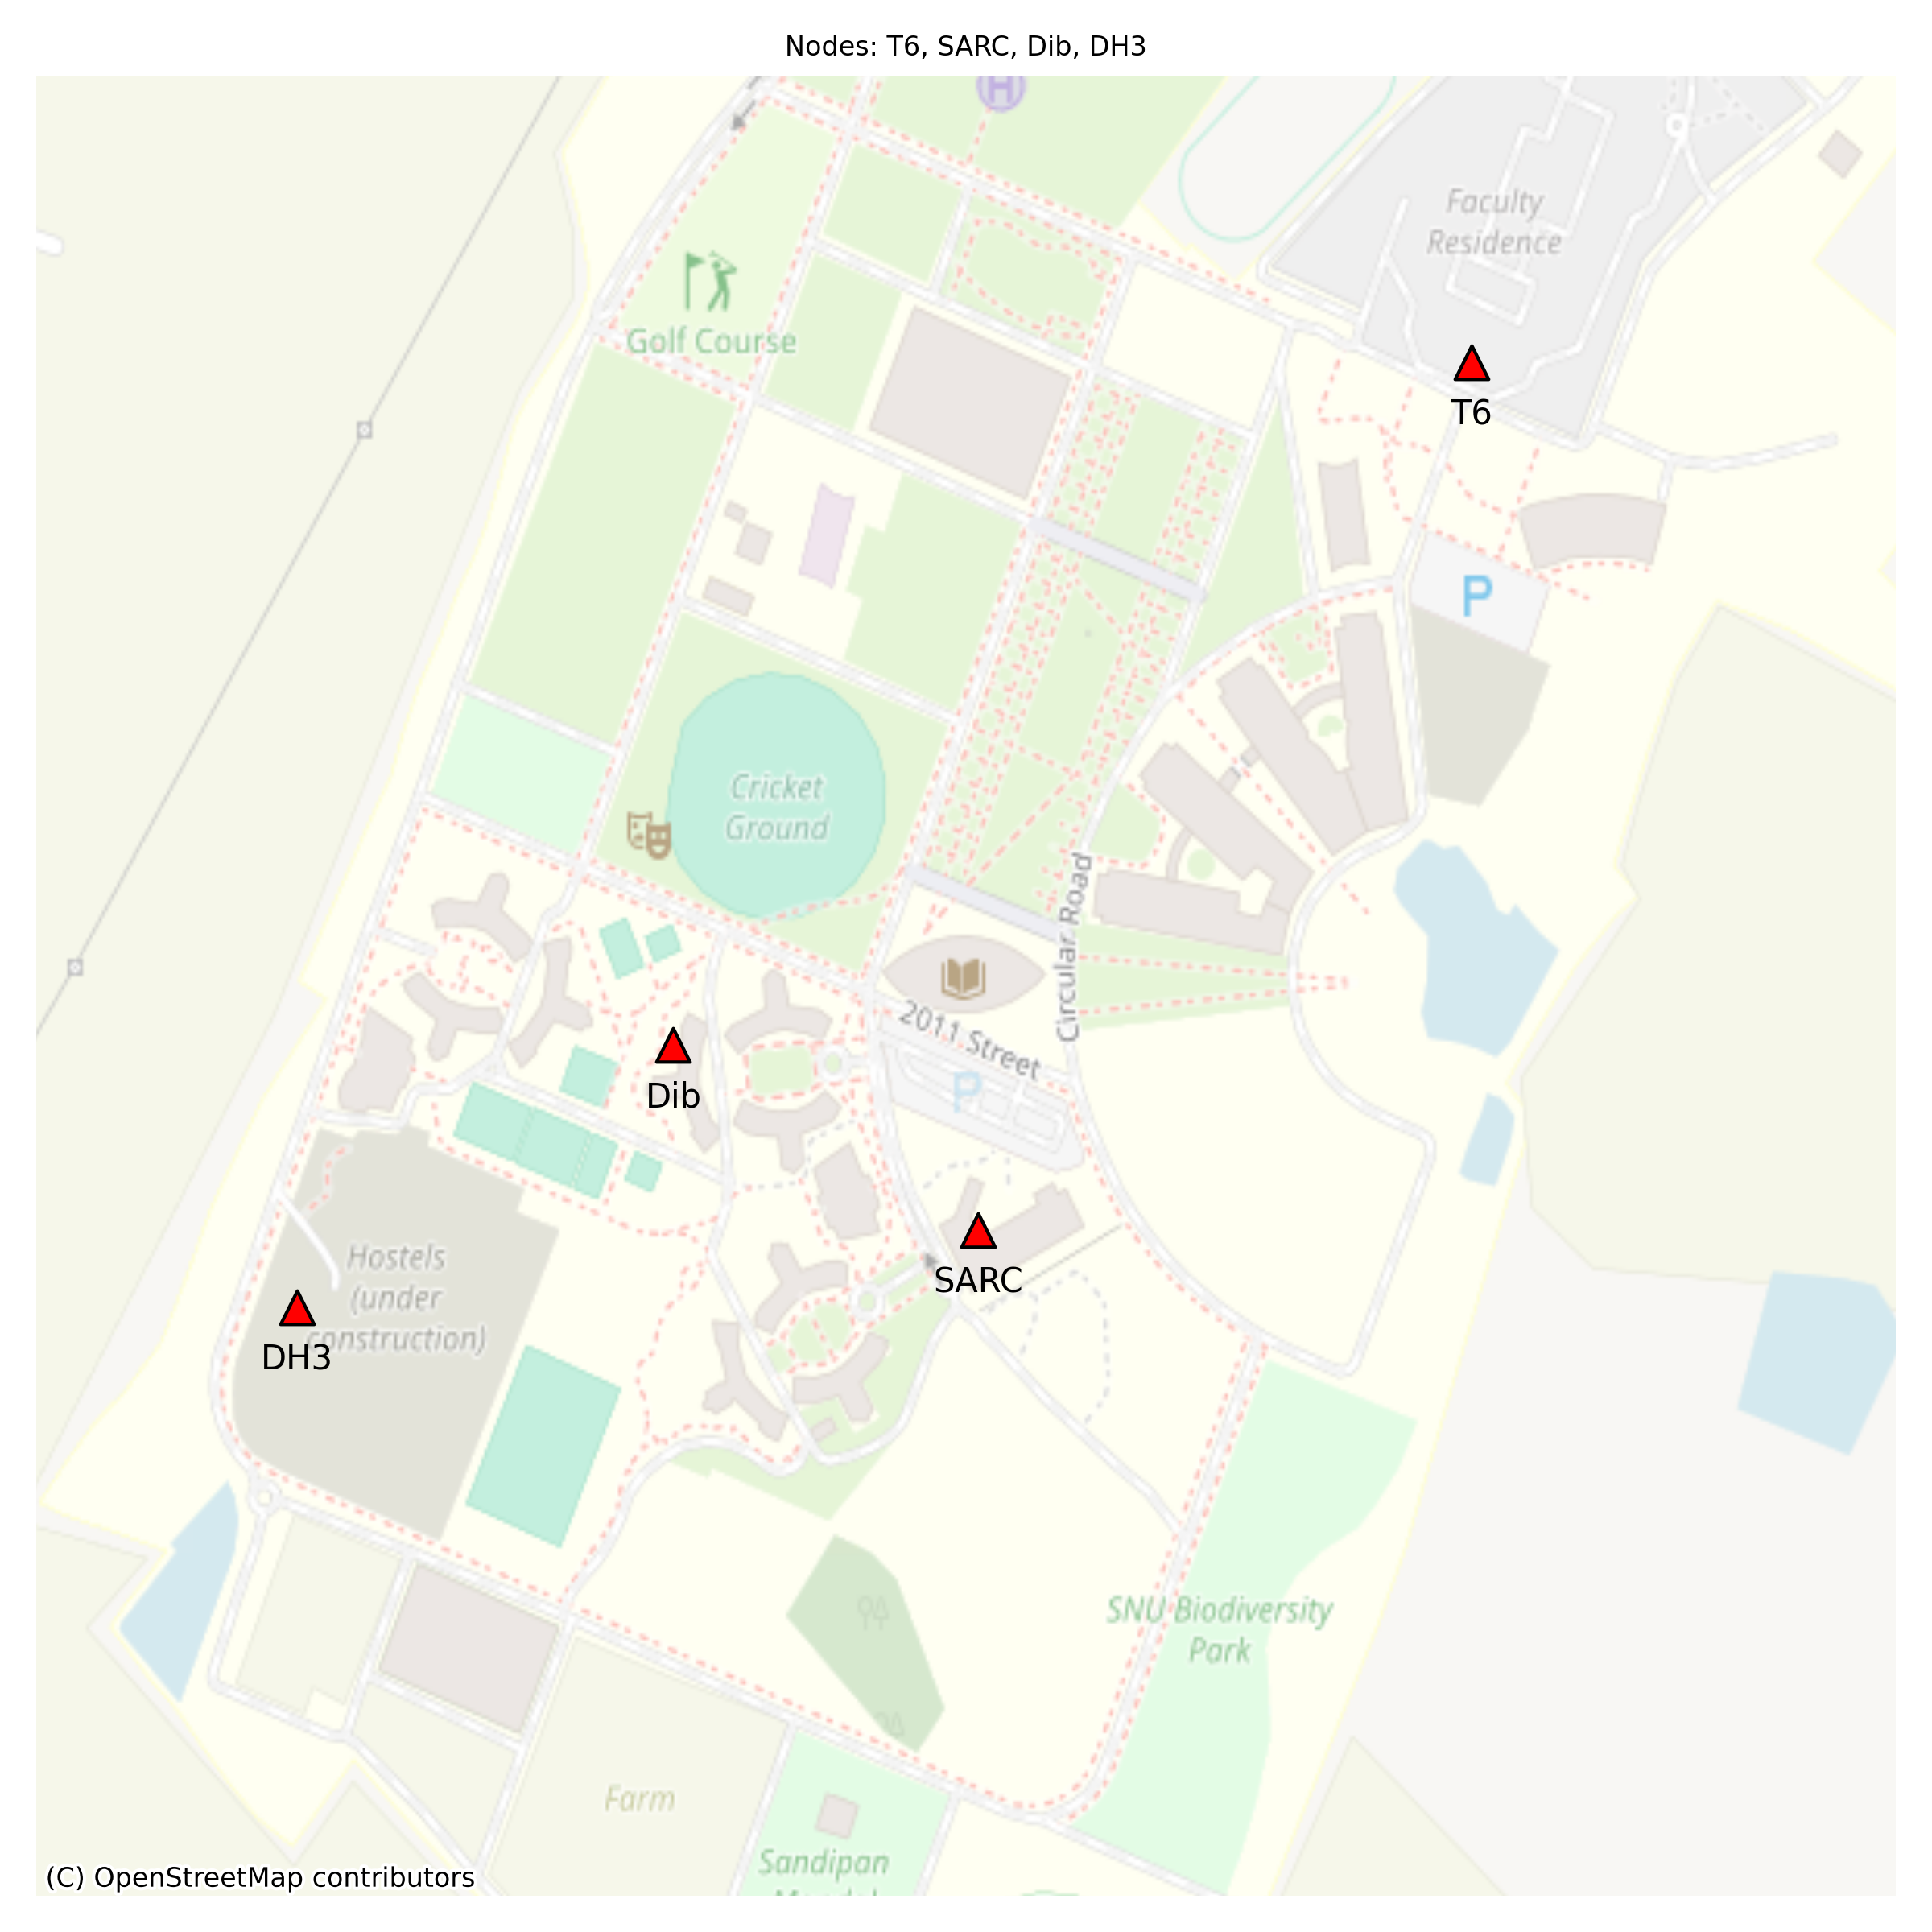 Nodes: T6, SARC, Dib, DH3
H
Faculty
Residence
Golf Course
T6
P
Cricket
Ground
Circular Road
2011 Street
P
Dib
SARC
Hostels
(under
construction)
DH3
SNU Biodiversity
Park
Farm
Sandipan
(C) OpenStreetMap contributors